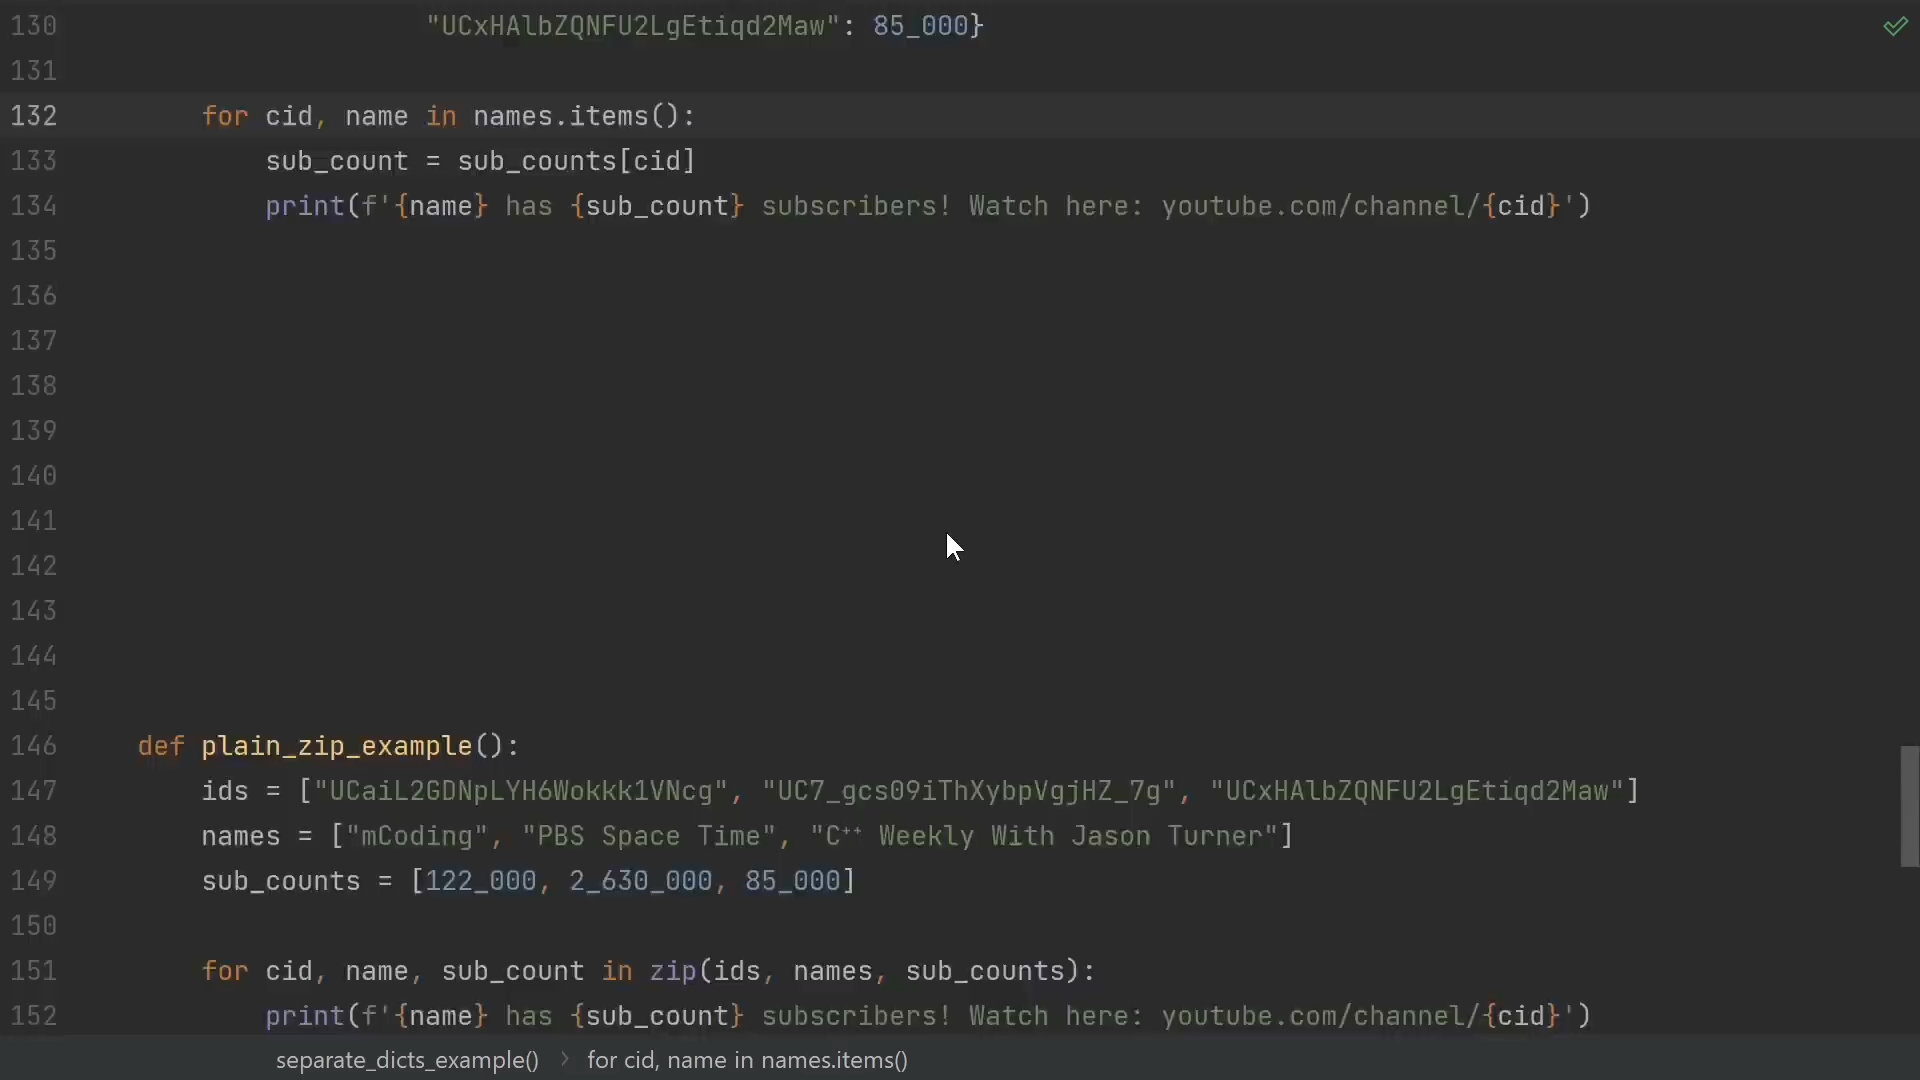 130 "UCxHAlbZQNFU2LgEtiqd2Maw": 85_000}
131
132 for cid, name in names.items():
133 sub_count = sub_counts[cid]
134 print(f'{name} has {sub_count} subscribers! Watch here: youtube.com/channel/{cid}')
135
136
137
138
139
140
141
142
143
144
145
146 def plain_zip_example():
147 ids = ["UCaiL2GDNpLYH6Wokkk1VNcg", "UC7_gcs09iThXybpVgjHZ_7g", "UCxHAlbZQNFU2LgEtiqd2Maw"]
148 names = ["mCoding", "PBS Space Time", "C++ Weekly With Jason Turner"]
149 sub_counts = [122_000, 2_630_000, 85_000]
150
151 for cid, name, sub_count in zip(ids, names, sub_counts):
152 print(f'{name} has {sub_count} subscribers! Watch here: youtube.com/channel/{cid}')
separate_dicts_example() > for cid, name in names.items()